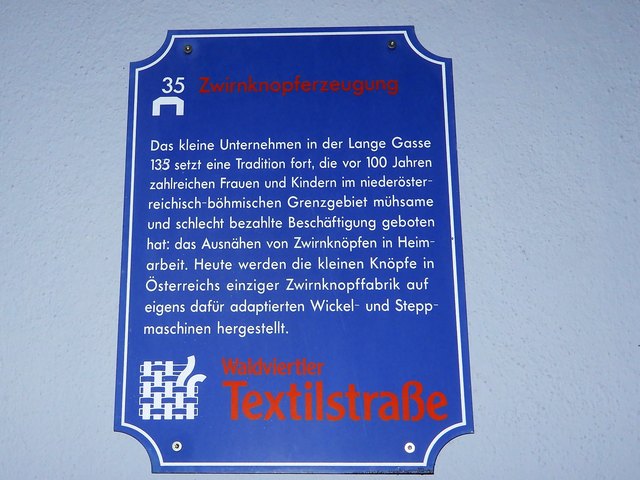 35 Zwirnknopferzeugung
Das kleine Unternehmen in der Lange Gasse
135 setzt eine Tradition fort, die vor 100 Jahren
zahlreichen Frauen und Kindern im niederöster-
reichisch-böhmischen Grenzgebiet mühsame
und schlecht bezahlte Beschäftigung geboten
hat: das Ausnähen von Zwirnknöpfen in Heim-
arbeit. Heute werden die kleinen Knöpfe in
Österreichs einziger Zwirnknopffabrik auf
eigens dafür adaptierten Wickel- und Stepp-
maschinen hergestellt.
Waldviertler
Textilstraße